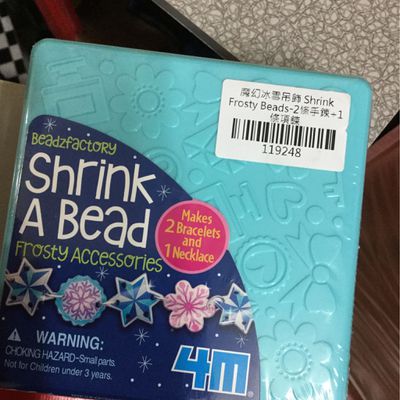 魔幻冰雪吊飾 Shrink
Frosty Beads-2條手鍊+1
條項鍊
119248
Beadzfactory
Shrink
A Bead
Frosty Accessories
Makes
2 Bracelets
and
1 Necklace
WARNING:
CHOKING HAZARD-Small parts.
Not for Children under 3 years.
4M